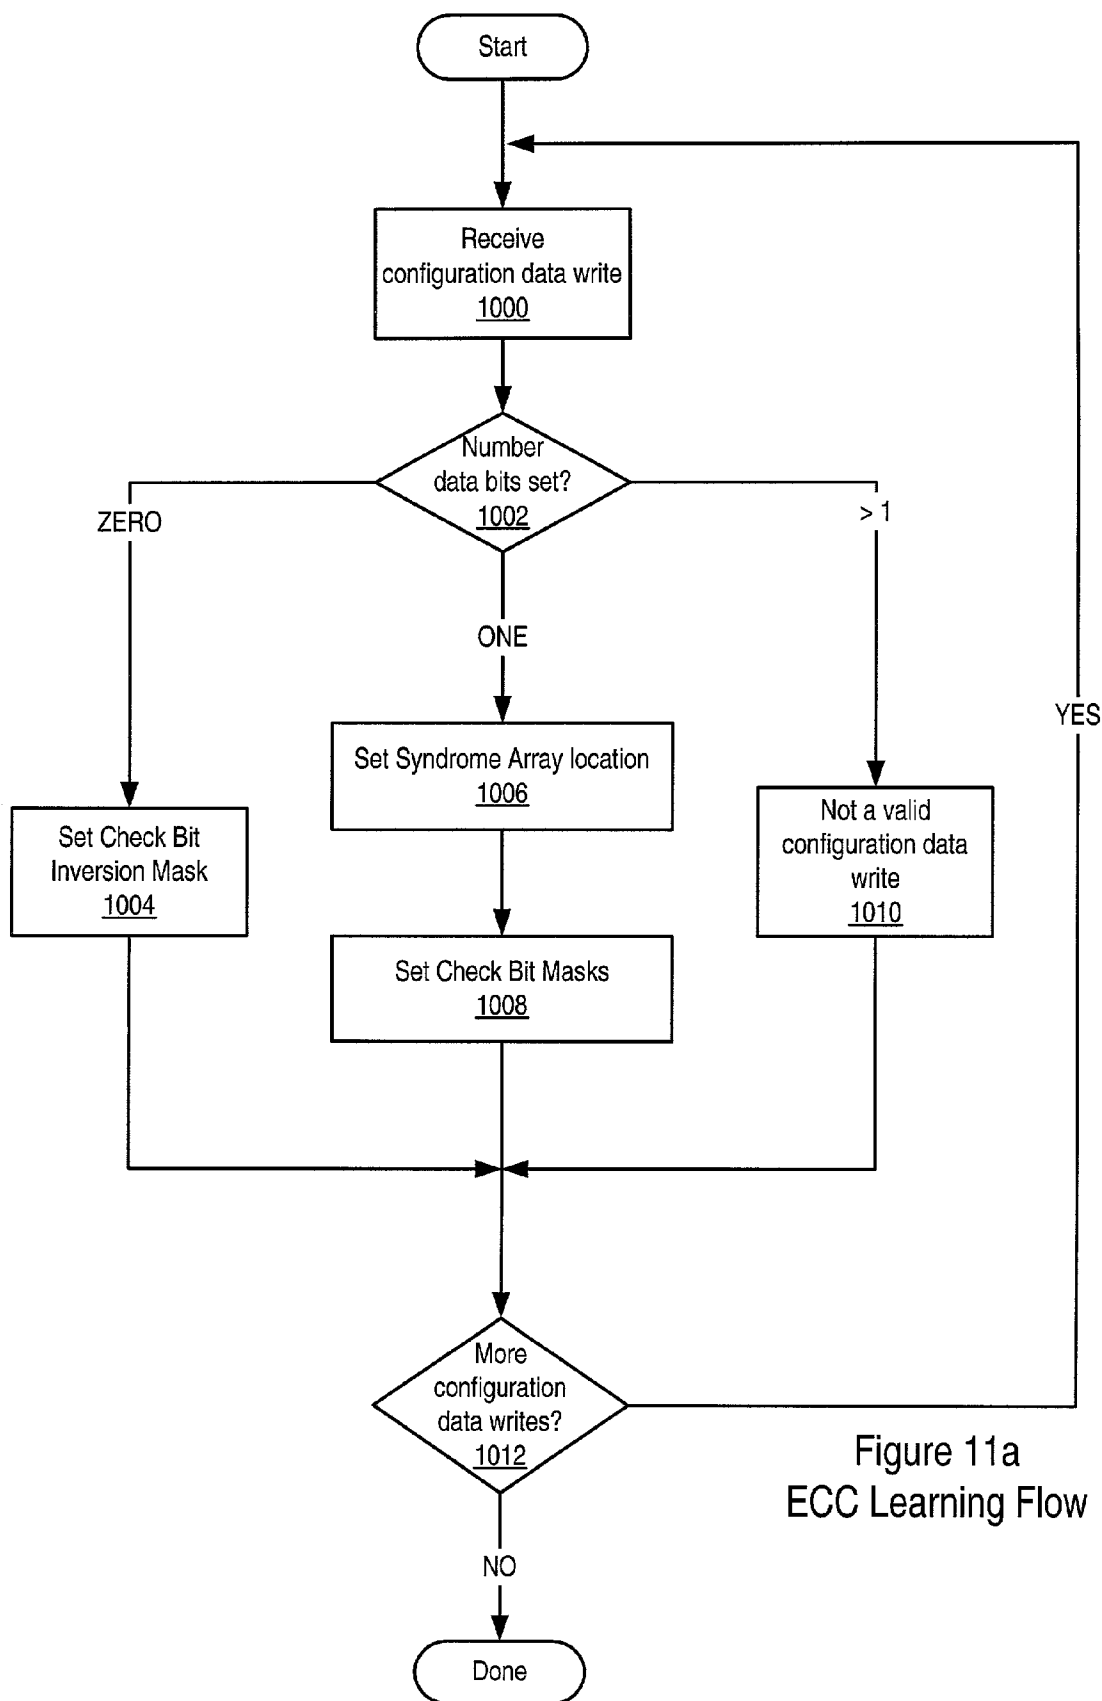 Start
Receive
configuration data write
1000
Number
data bits set?
1002
ZERO
> 1
ONE
YES
Set Syndrome Array location
1006
Set Check Bit
Inversion Mask
1004
Not a valid
configuration data
write
1010
Set Check Bit Masks
1008
More
configuration
data writes?
1012
Figure 11a
ECC Learning Flow
NO
Done